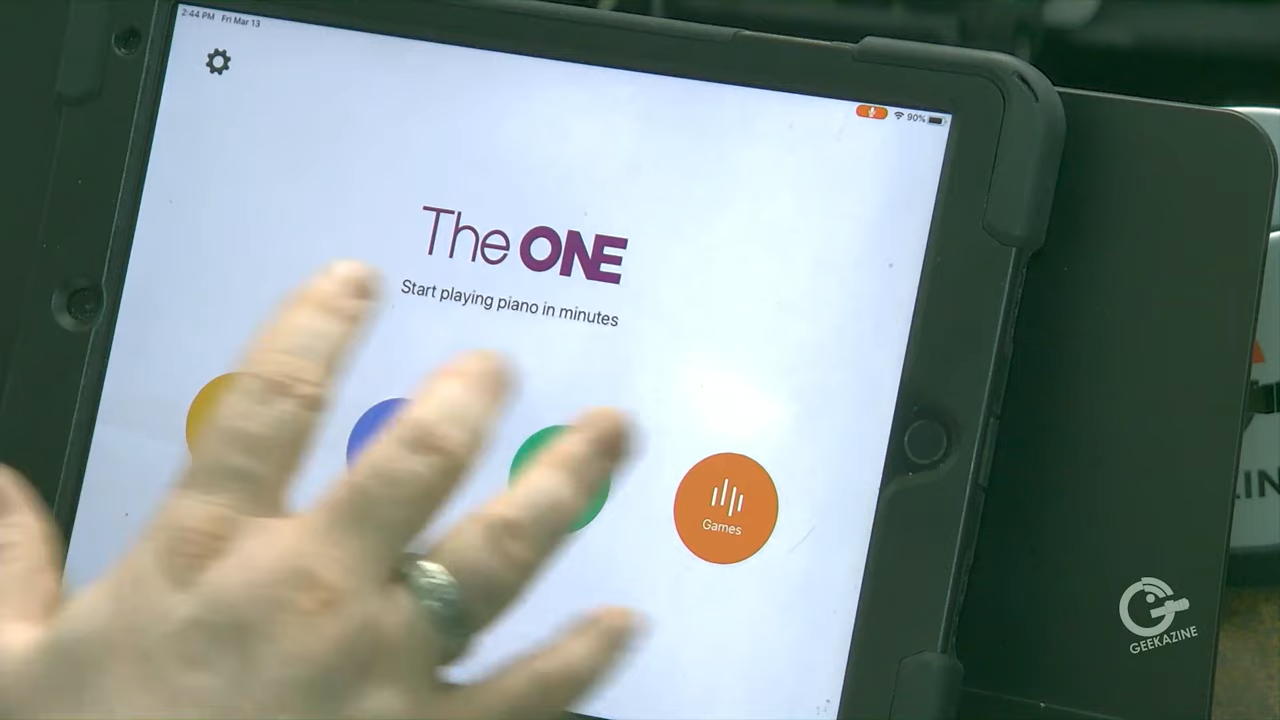 2:44 PM Fri Mar 13
90%
The ONE
Start playing piano in minutes
Games
GEEKAZINE